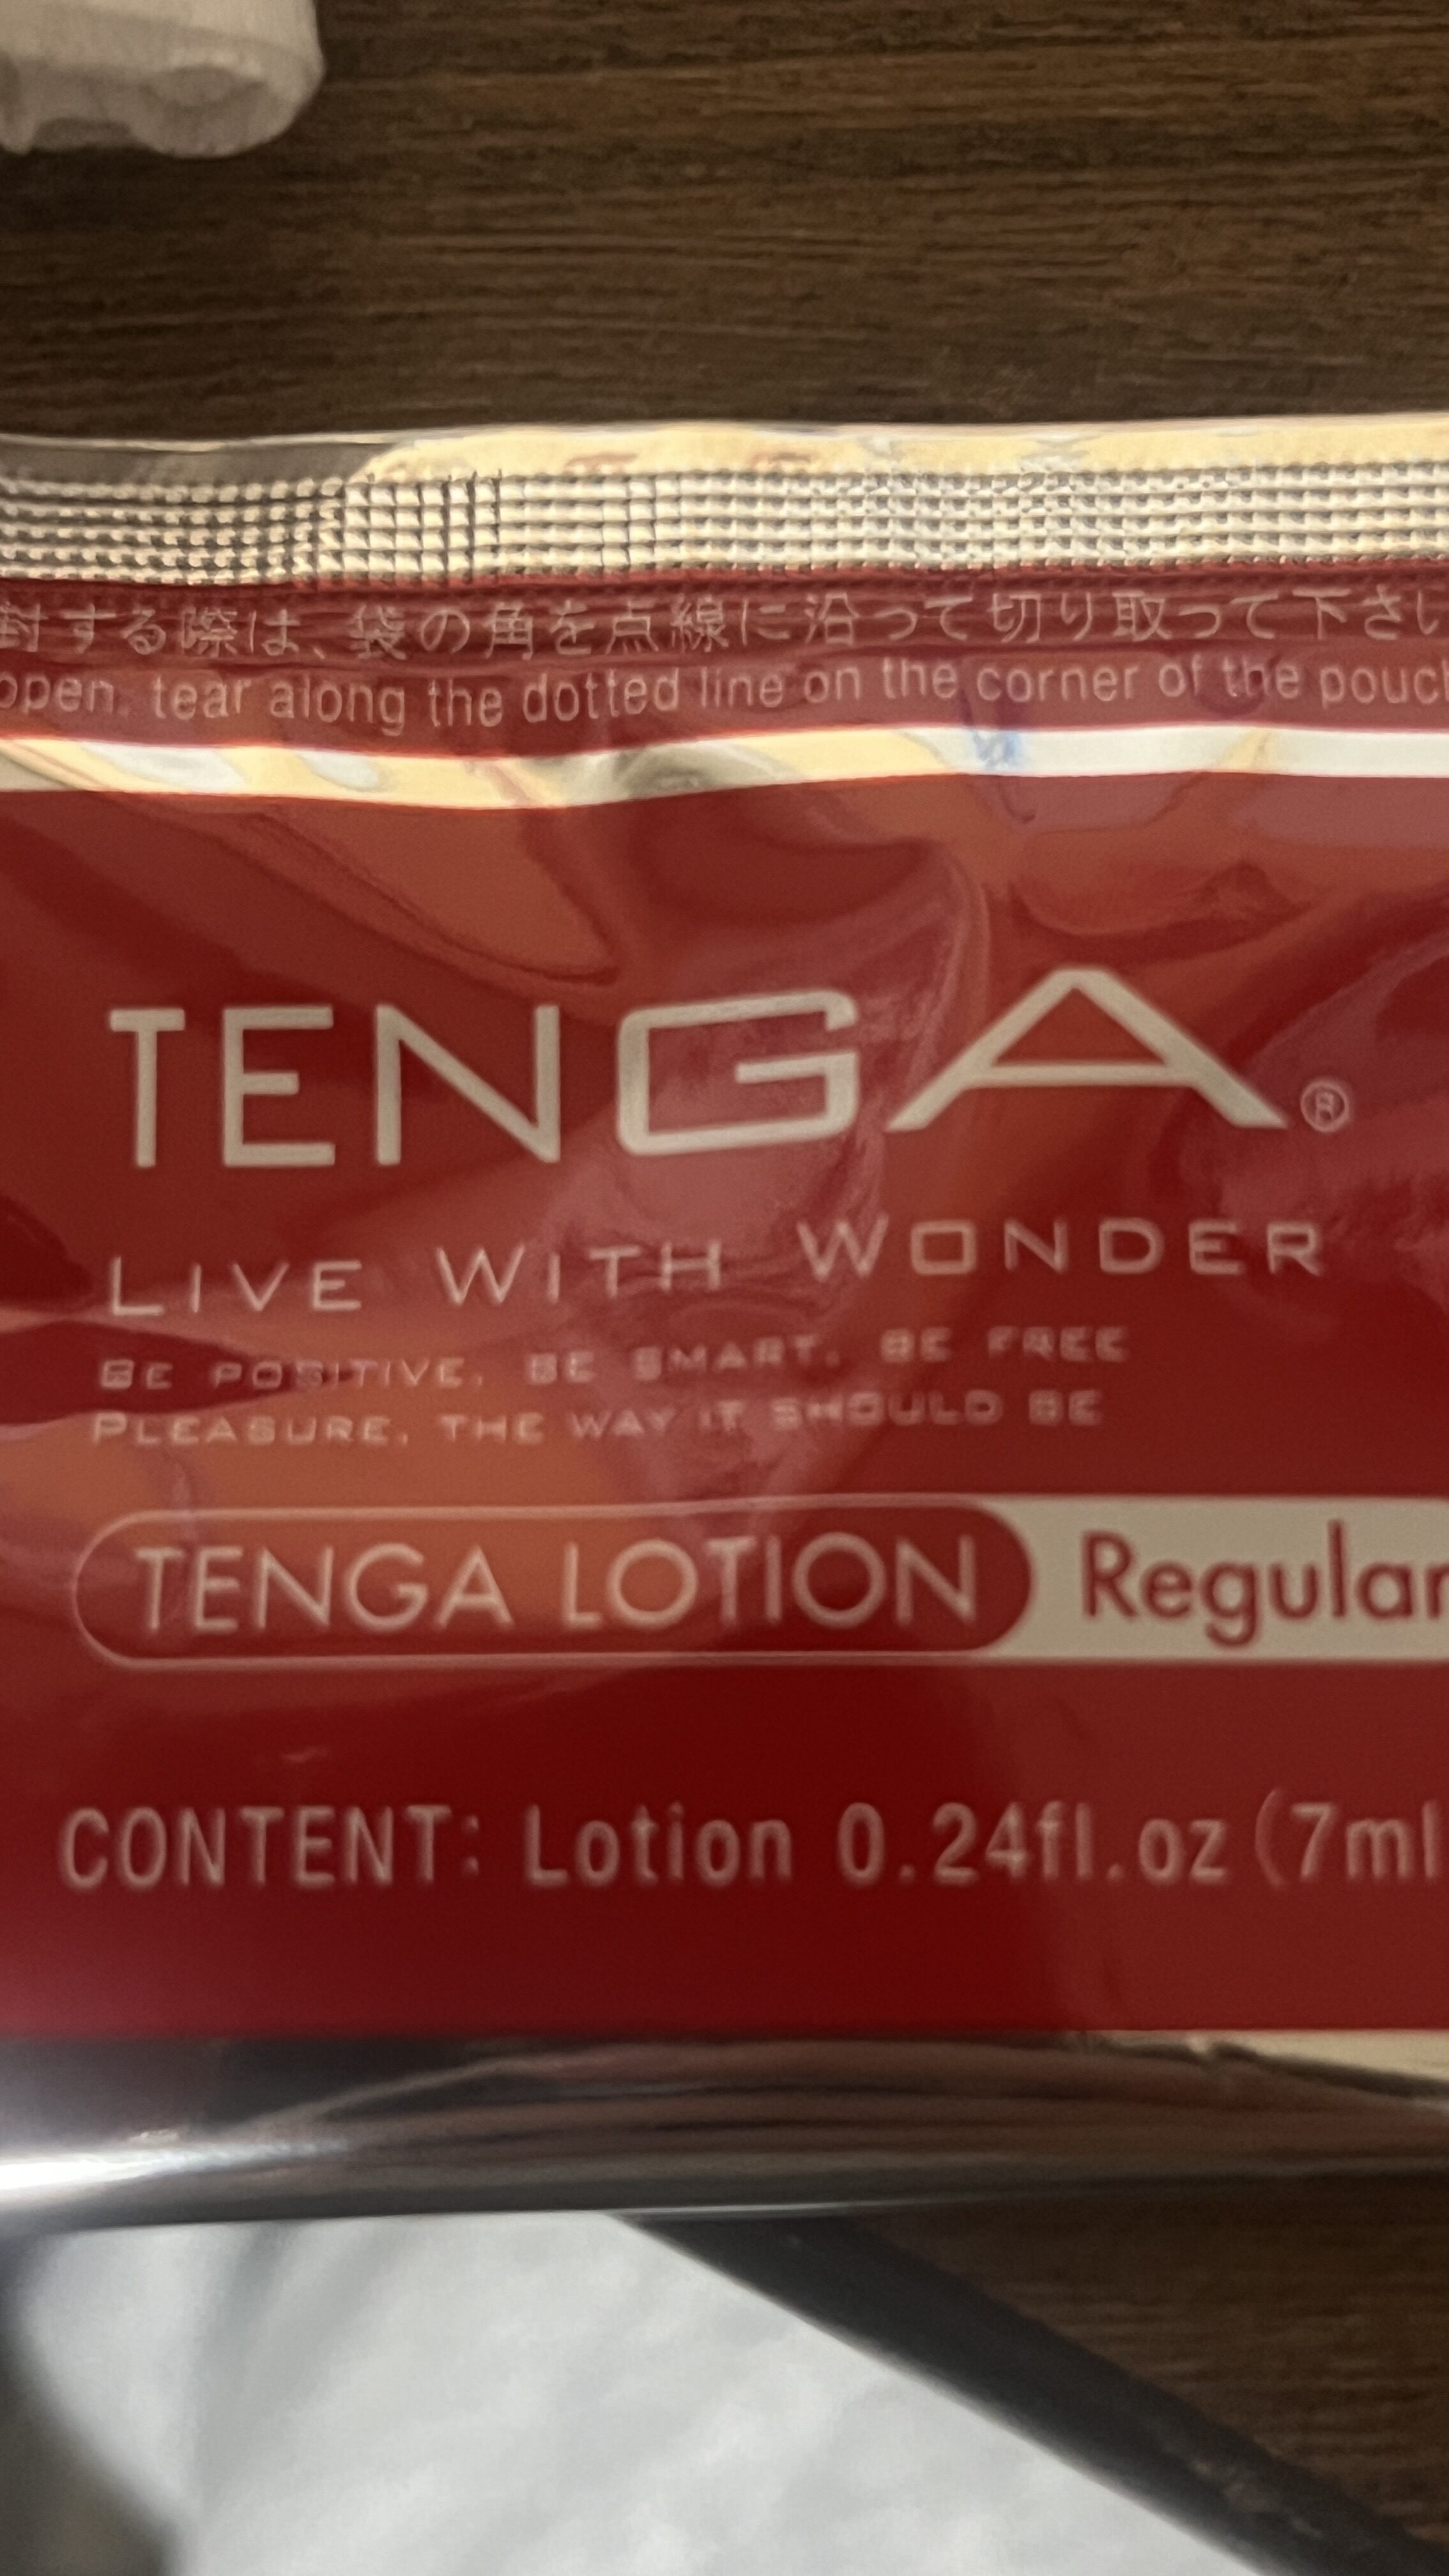 封する際は、袋の角を点線に沿って切り取って下さい
open. tear along the dotted line on the corner of the pouch
TENGA®
LIVE WITH WONDER
BE POSITIVE, BE SMART, BE FREE
PLEASURE, THE WAY IT SHOULD BE
TENGA LOTION Regular
CONTENT: Lotion 0.24fl.oz (7ml